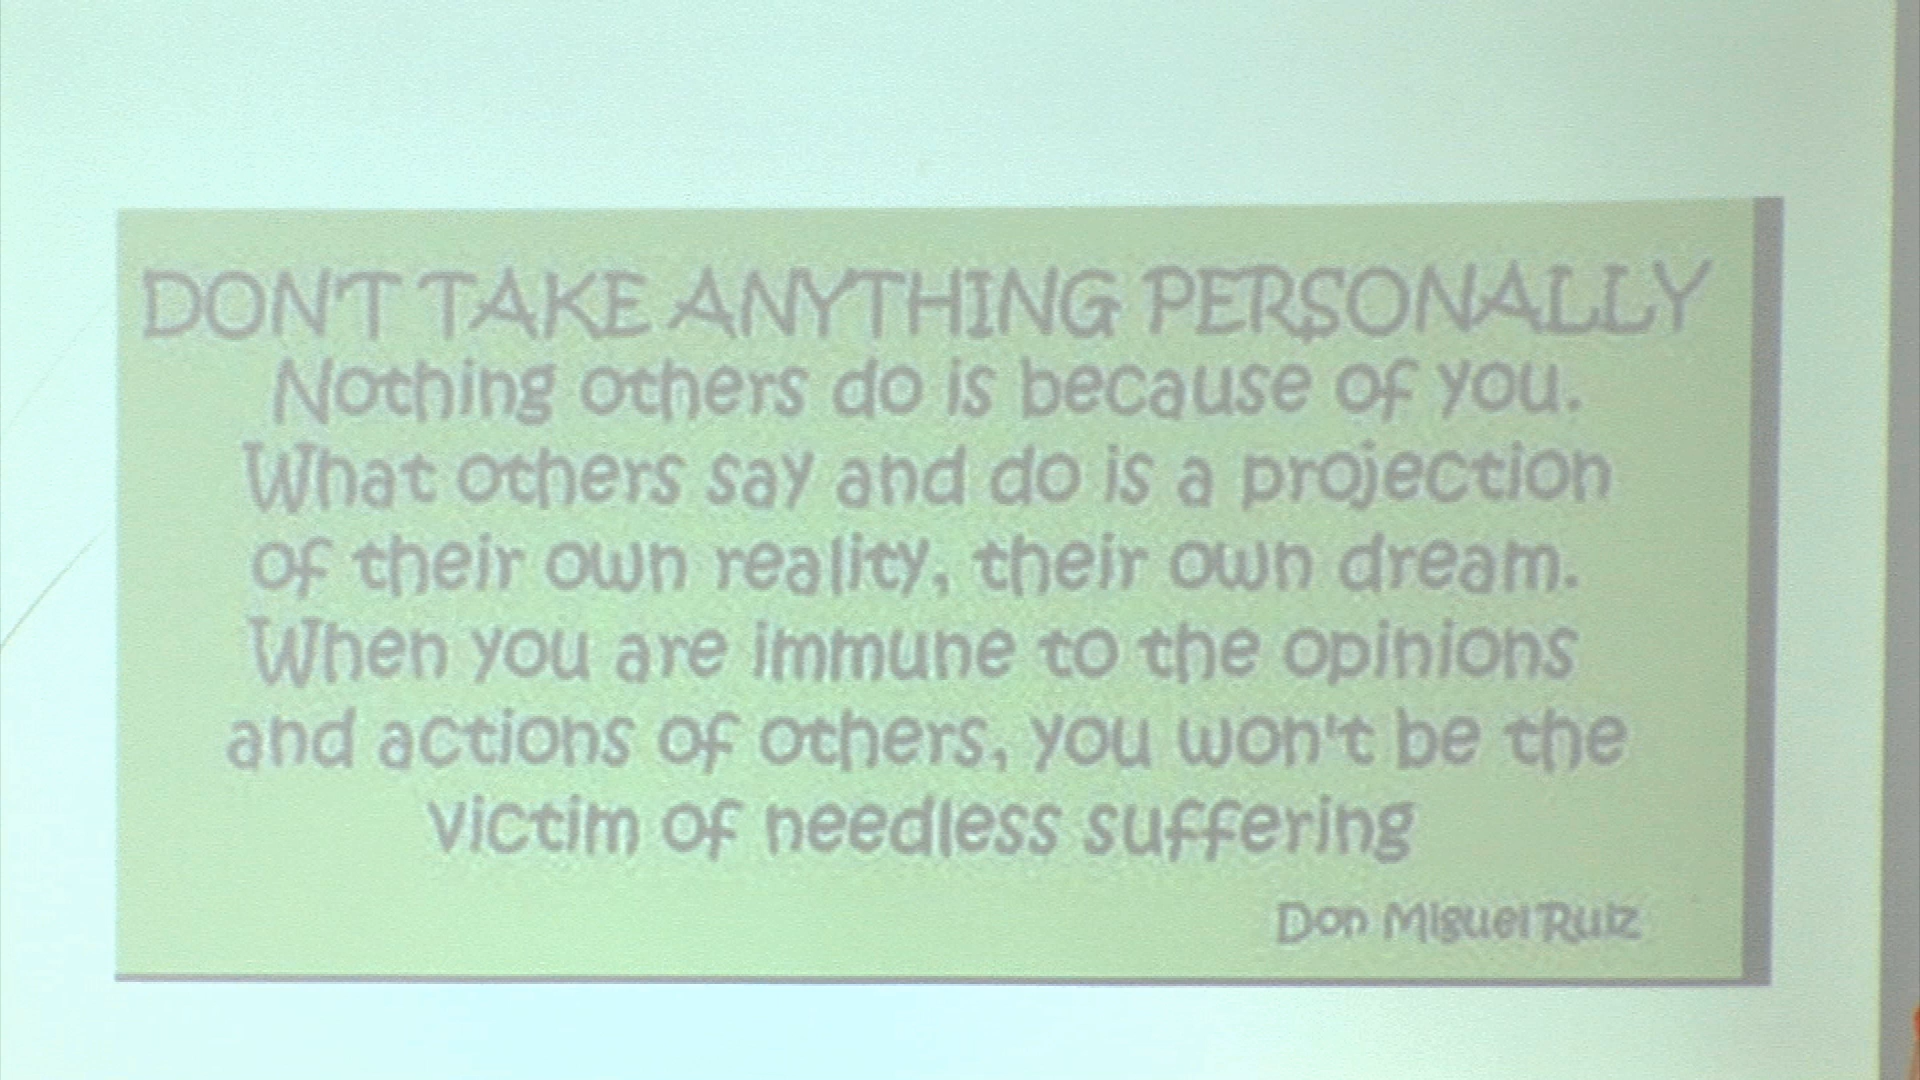 DON'T TAKE ANYTHING PERSONALLY
Nothing others do is because of you.
What others say and do is a projection
of their own reality, their own dream.
When you are immune to the opinions
and actions of others, you won't be the
victim of needless suffering
Don Miguel Ruiz